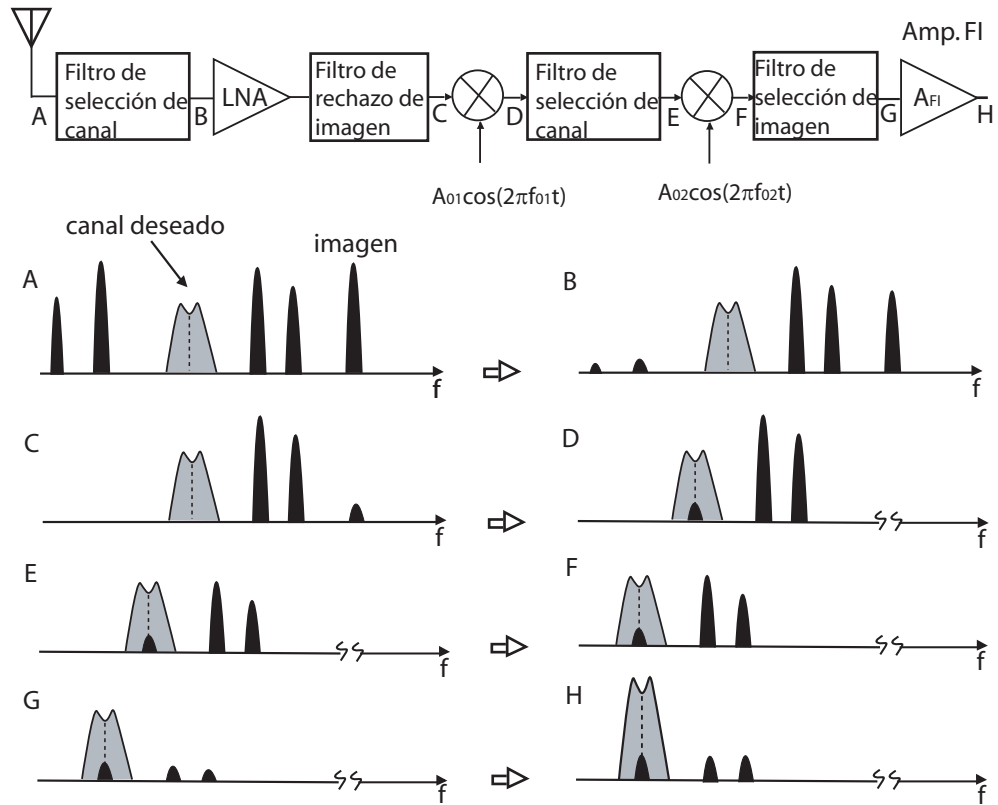 Amp. FI
Filtro de
selección de
canal
LNA
Filtro de
rechazo de
imagen
Filtro de
selección de
canal
Filtro de
selección de
imagen
AFI
A
B
C
D
E
F
G
H
A01cos(2πf01t)
A02cos(2πf02t)
canal deseado
imagen
A
f
B
f
C
f
D
f
E
f
F
f
G
f
H
f